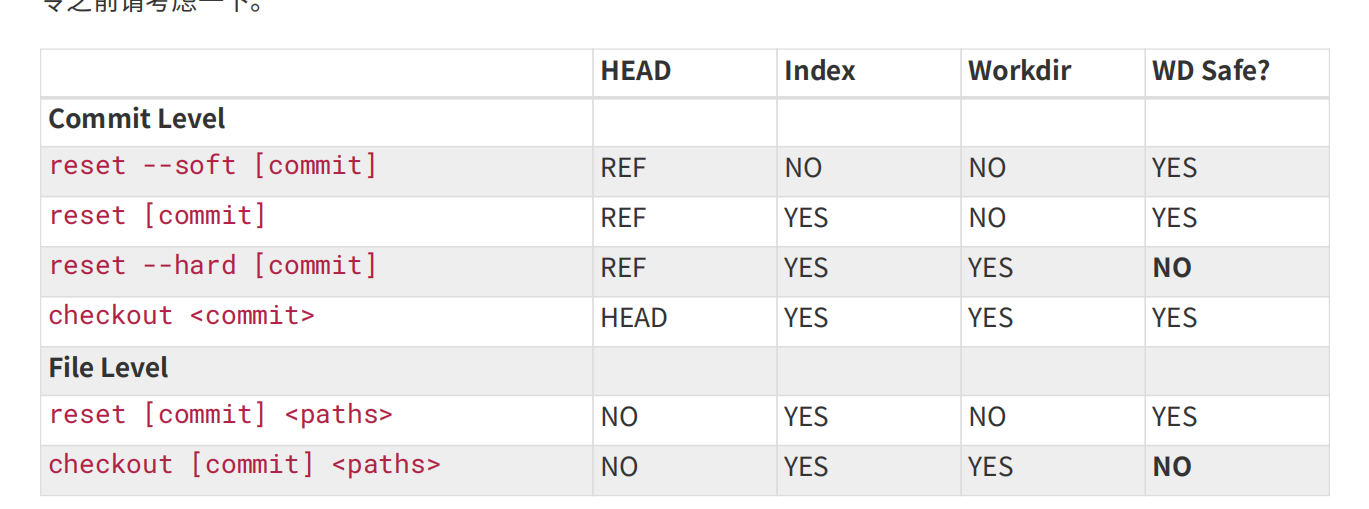 令之前请考虑一下。
HEAD Index Workdir WD Safe?
Commit Level
reset --soft [commit] REF NO NO YES
reset [commit] REF YES NO YES
reset --hard [commit] REF YES YES NO
checkout <commit> HEAD YES YES YES
File Level
reset [commit] <paths> NO YES NO YES
checkout [commit] <paths> NO YES YES NO